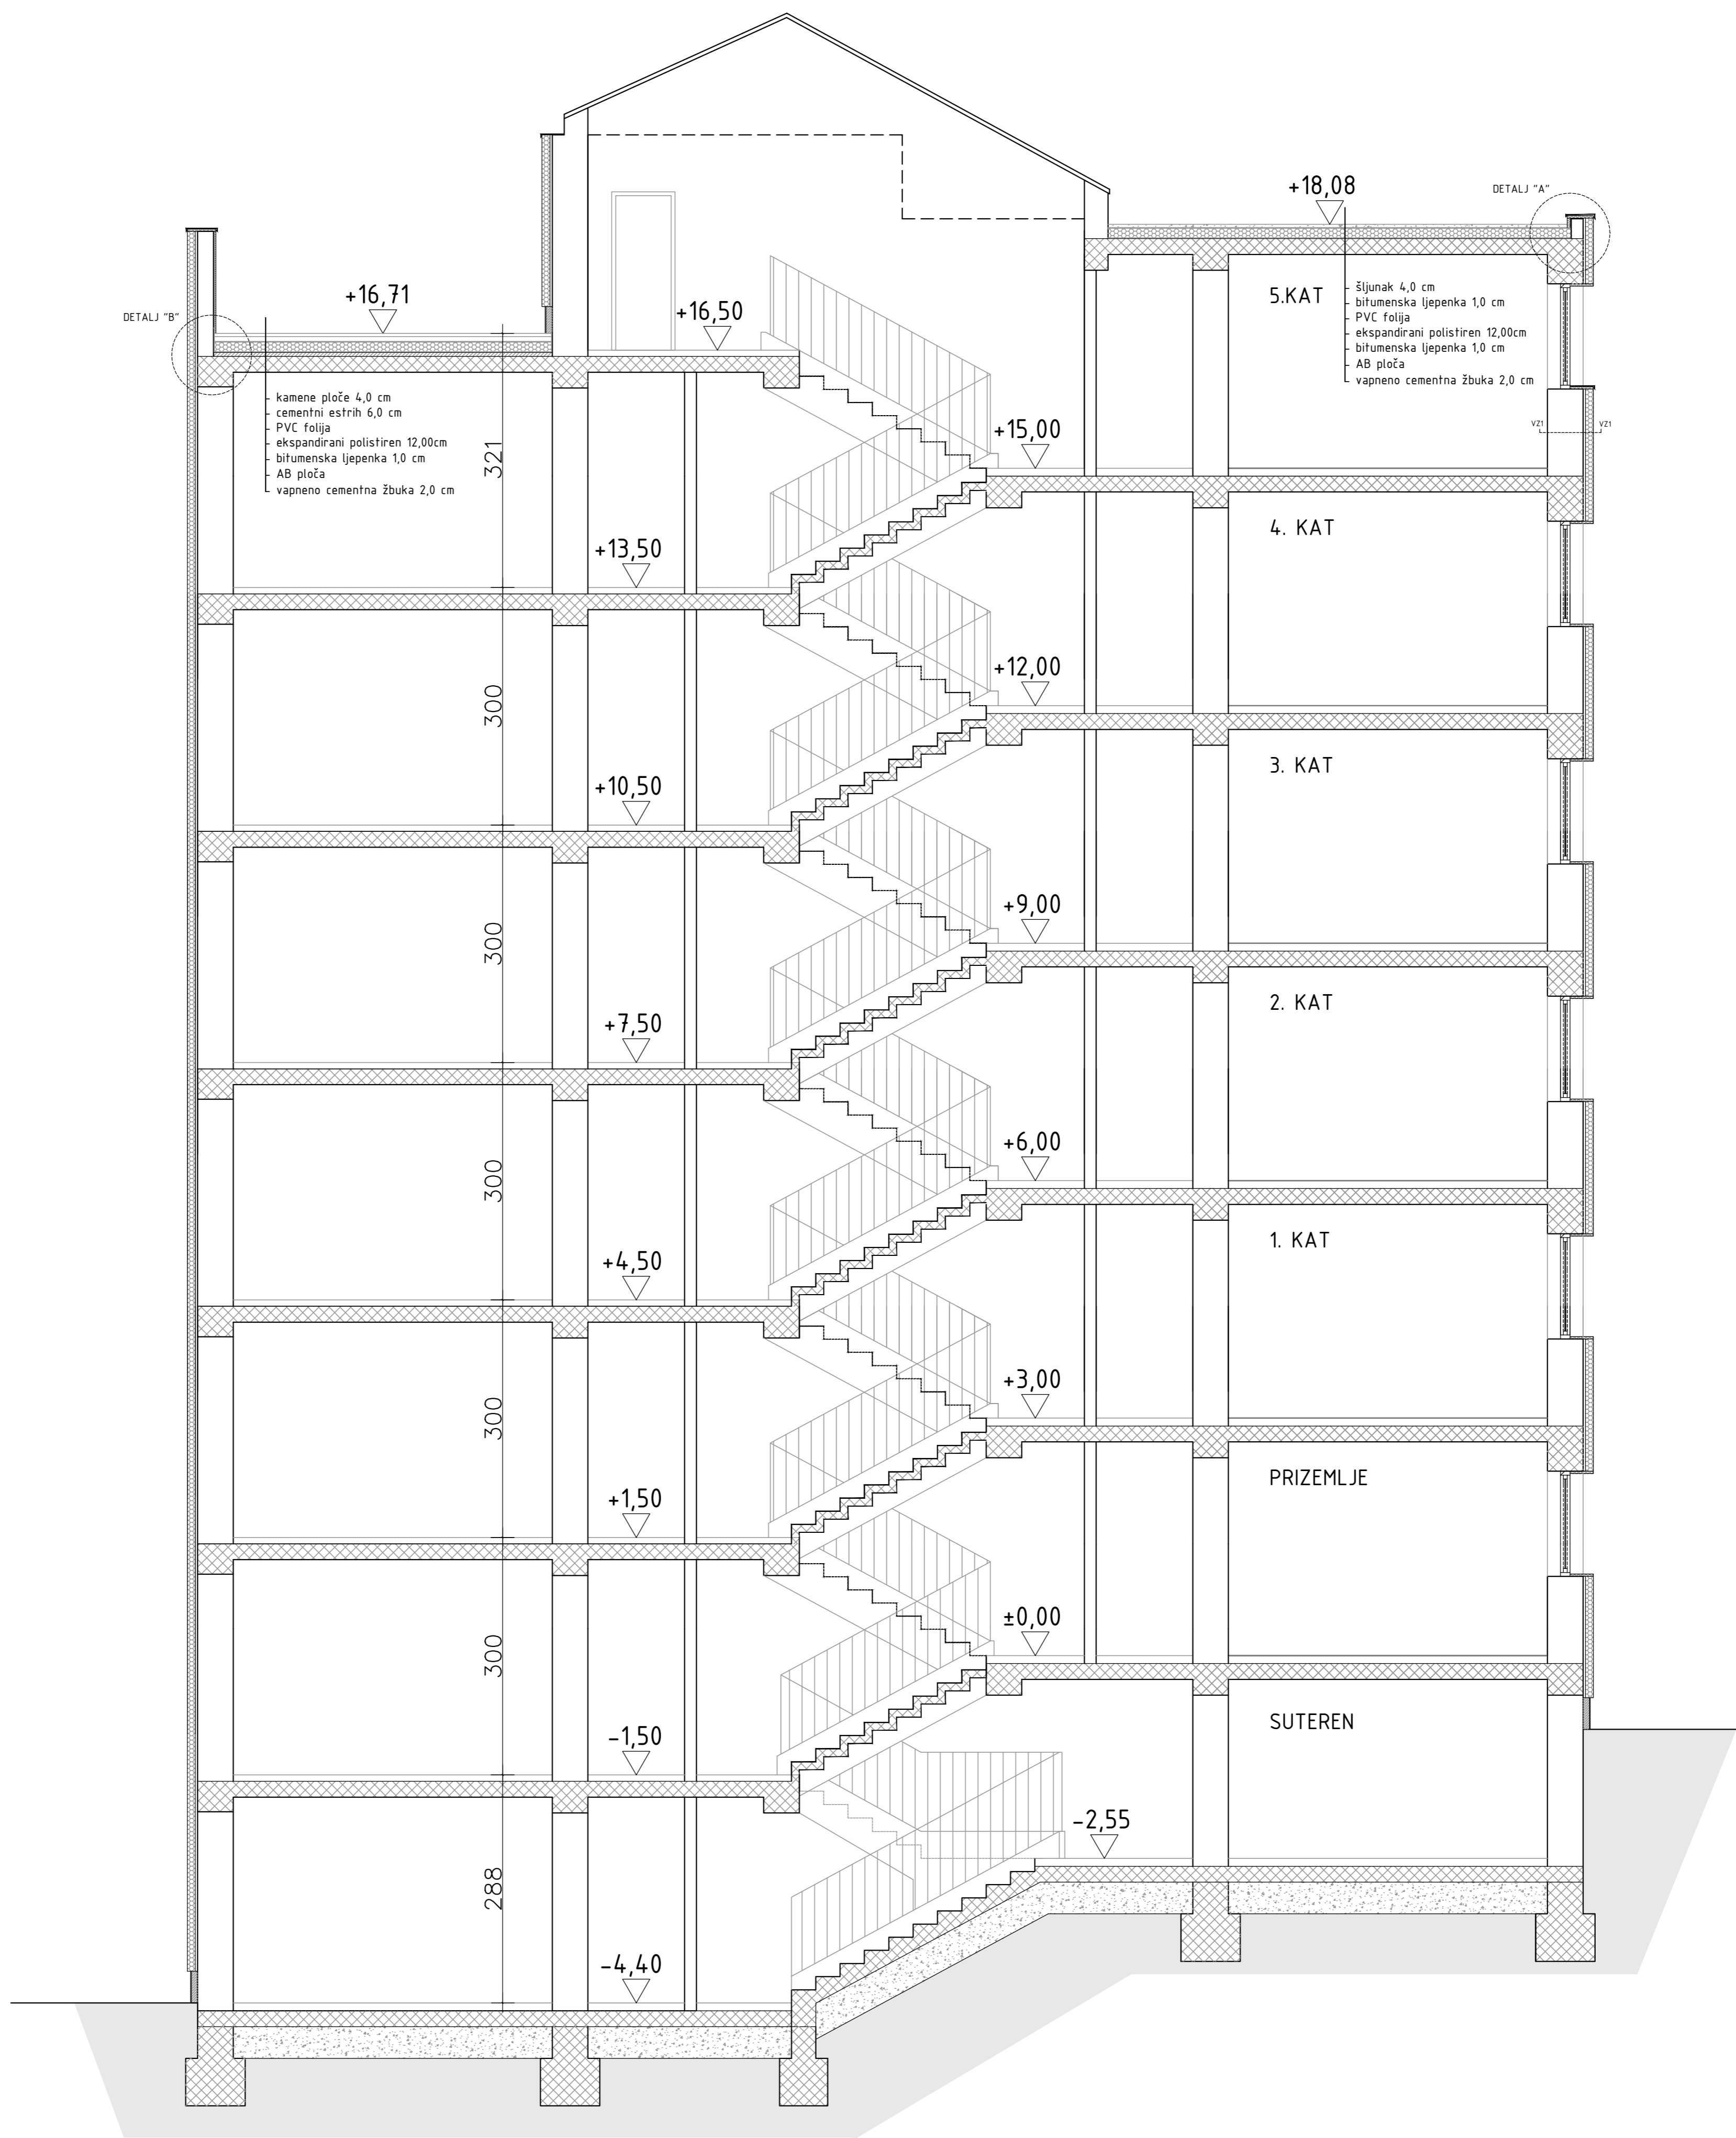 +18,08
DETALJ "A"
+16,71
+16,50
DETALJ "B"
5.KAT
šljunak 4,0 cm
bitumenska ljepenka 1,0 cm
PVC folija
ekspandirani polistiren 12,00cm
bitumenska ljepenka 1,0 cm
AB ploča
vapneno cementna žbuka 2,0 cm
kamene ploče 4,0 cm
cementni estrih 6,0 cm
PVC folija
ekspandirani polistiren 12,00cm
bitumenska ljepenka 1,0 cm
AB ploča
vapneno cementna žbuka 2,0 cm
321
+15,00
VZ1 VZ1
4. KAT
+13,50
+12,00
300
3. KAT
+10,50
+9,00
300
2. KAT
+7,50
+6,00
300
1. KAT
+4,50
+3,00
300
PRIZEMLJE
+1,50
±0,00
300
SUTEREN
-1,50
-2,55
288
-4,40